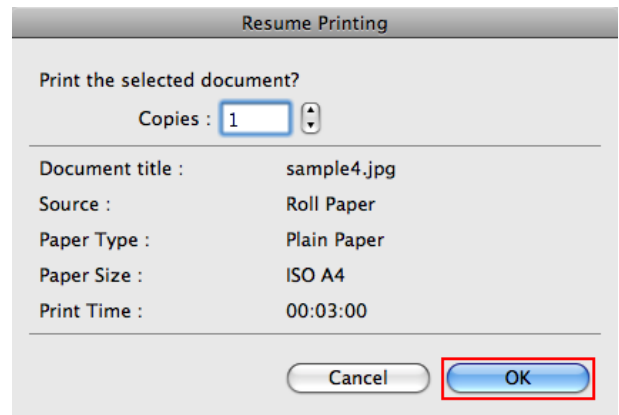 Resume Printing
Print the selected document?
Copies : 1
Document title : sample4.jpg
Source : Roll Paper
Paper Type : Plain Paper
Paper Size : ISO A4
Print Time : 00:03:00
Cancel OK